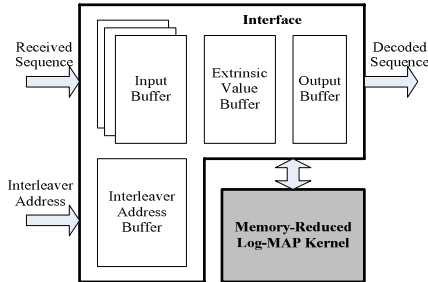 Interface
Received
Sequence
Input
Buffer
Extrinsic
Value
Buffer
Output
Buffer
Decoded
Sequence
Interleaver
Address
Interleaver
Address
Buffer
Memory-Reduced
Log-MAP Kernel